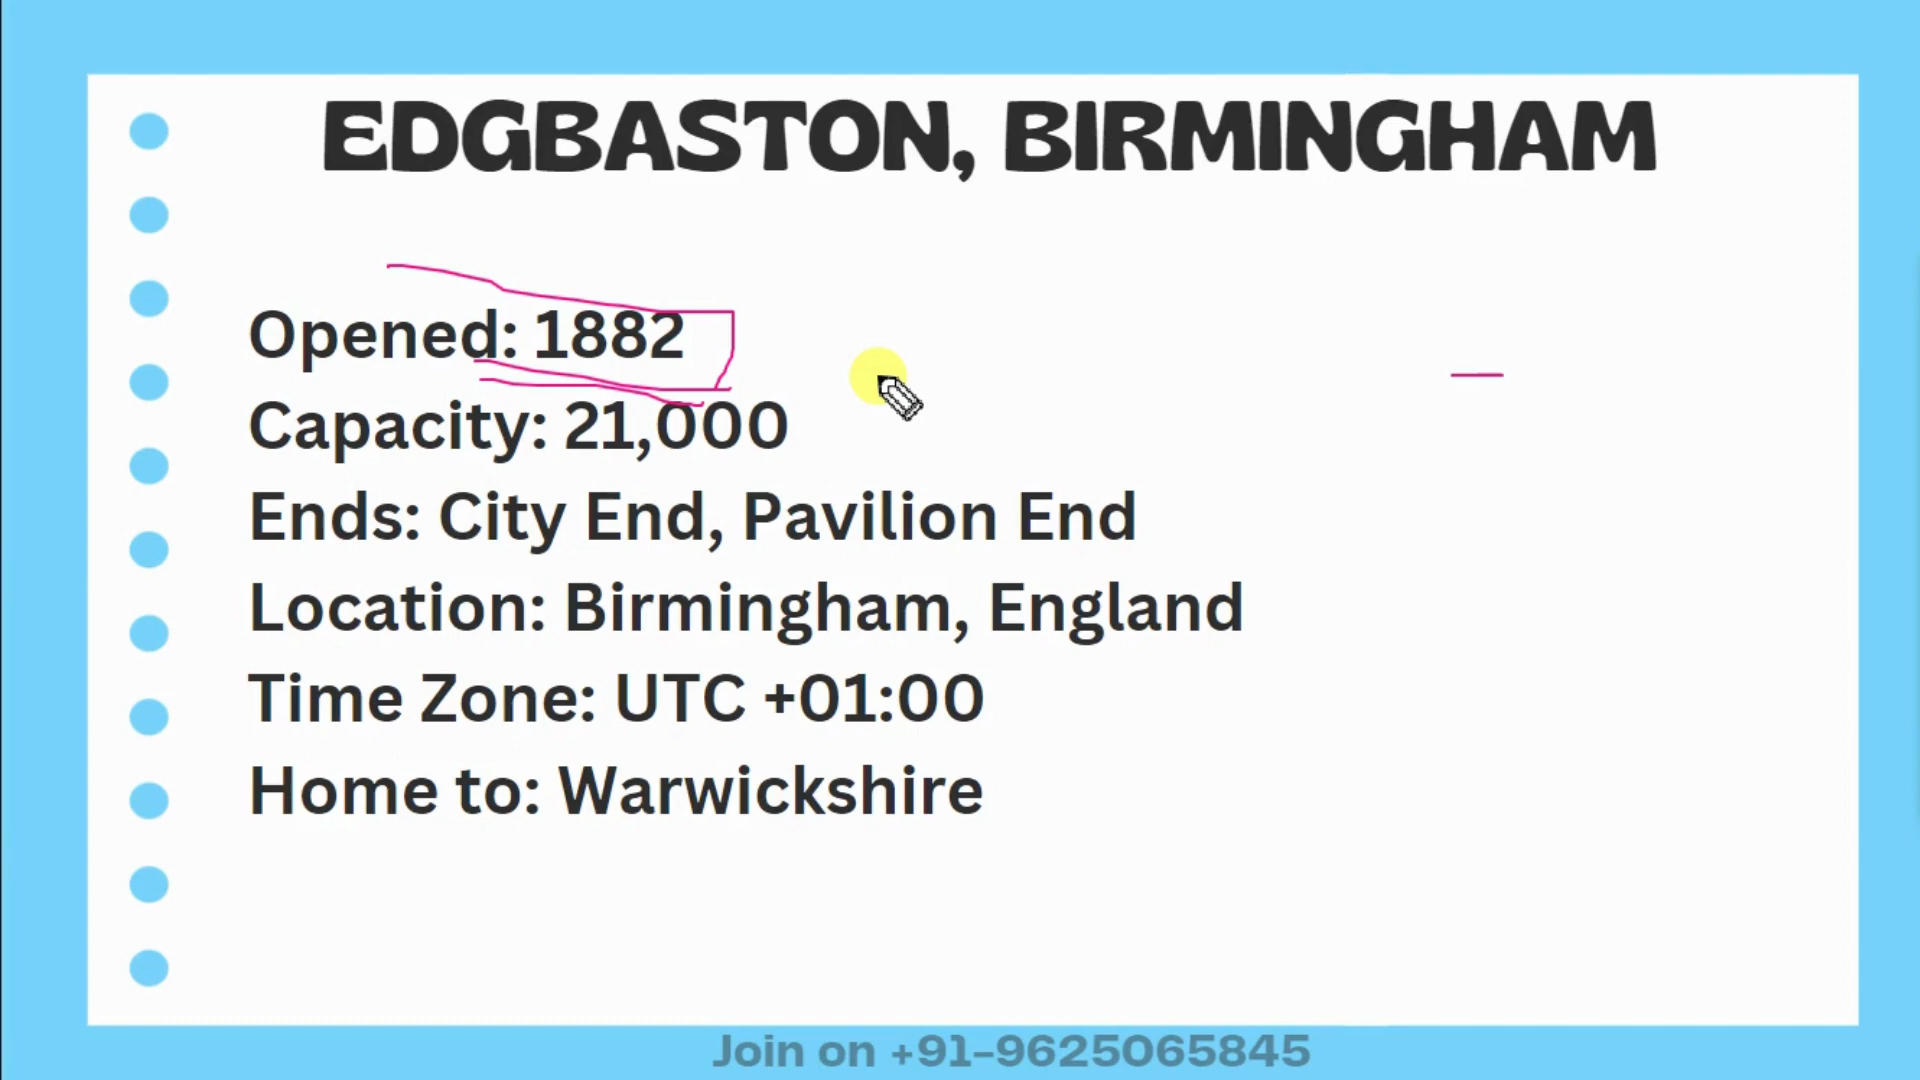 EDGBASTON, BIRMINGHAM
Opened: 1882
Capacity: 21,000
Ends: City End, Pavilion End
Location: Birmingham, England
Time Zone: UTC +01:00
Home to: Warwickshire
Join on +91-9625065845